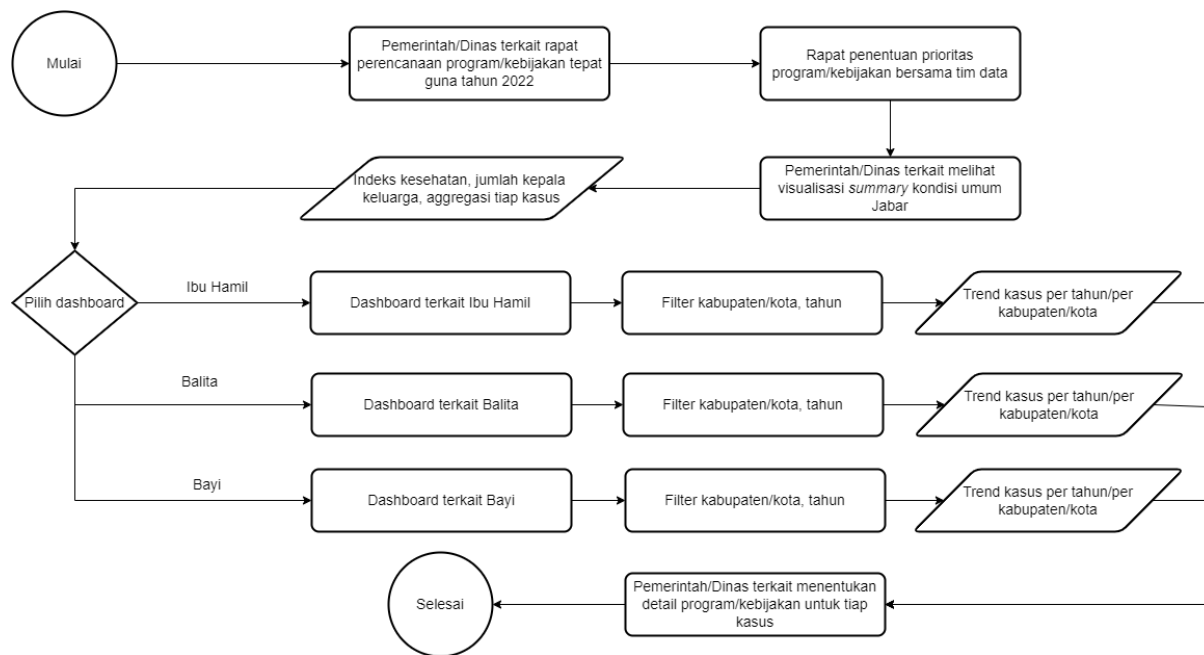 Mulai
Pemerintah/Dinas terkait rapat
perencanaan program/kebijakan tepat
guna tahun 2022
Rapat penentuan prioritas
program/kebijakan bersama tim data
Pemerintah/Dinas terkait melihat
visualisasi summary kondisi umum
Jabar
Indeks kesehatan, jumlah kepala
keluarga, aggregasi tiap kasus
Pilih dashboard
Ibu Hamil
Dashboard terkait Ibu Hamil
Filter kabupaten/kota, tahun
Trend kasus per tahun/per
kabupaten/kota
Balita
Dashboard terkait Balita
Filter kabupaten/kota, tahun
Trend kasus per tahun/per
kabupaten/kota
Bayi
Dashboard terkait Bayi
Filter kabupaten/kota, tahun
Trend kasus per tahun/per
kabupaten/kota
Pemerintah/Dinas terkait menentukan
detail program/kebijakan untuk tiap
kasus
Selesai